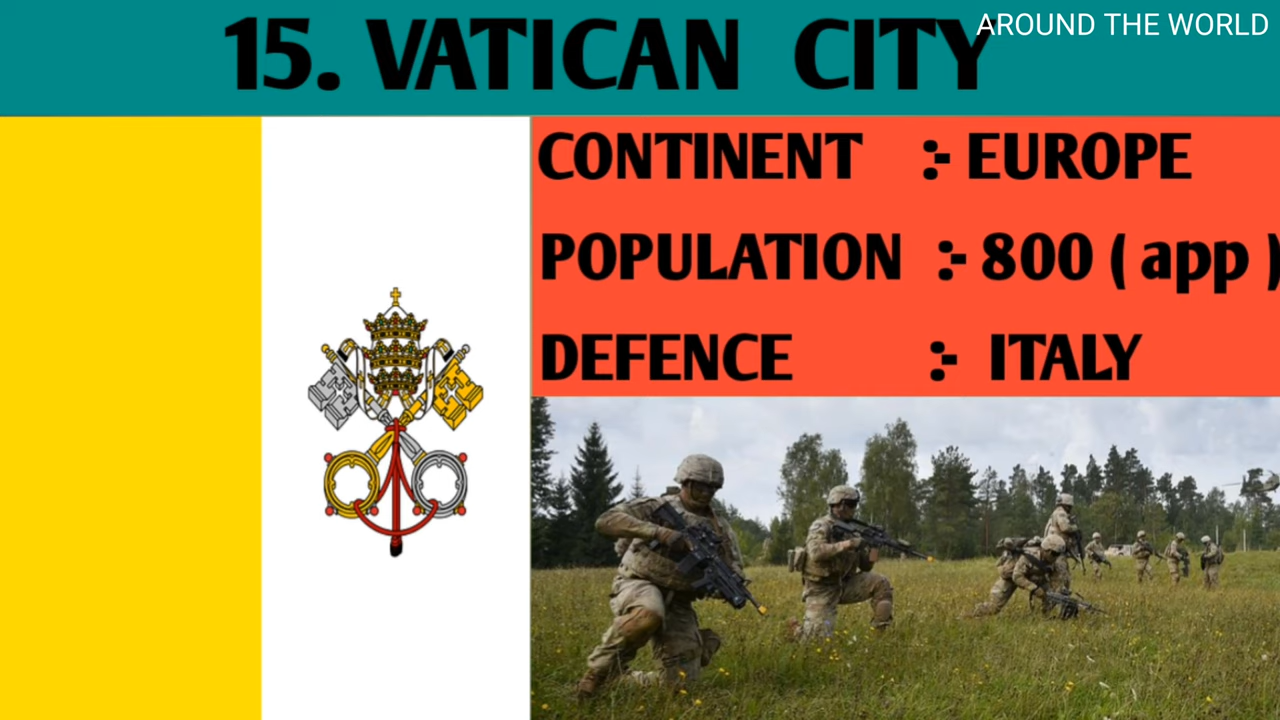 15. VATICAN CITY
AROUND THE WORLD
CONTINENT :- EUROPE
POPULATION :- 800 ( app )
DEFENCE :- ITALY